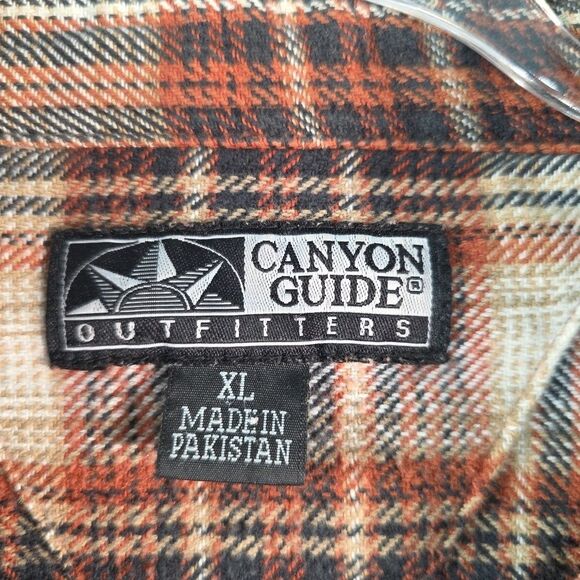 CANYON
GUIDE®
OUTFITTERS
XL
MADE IN
PAKISTAN